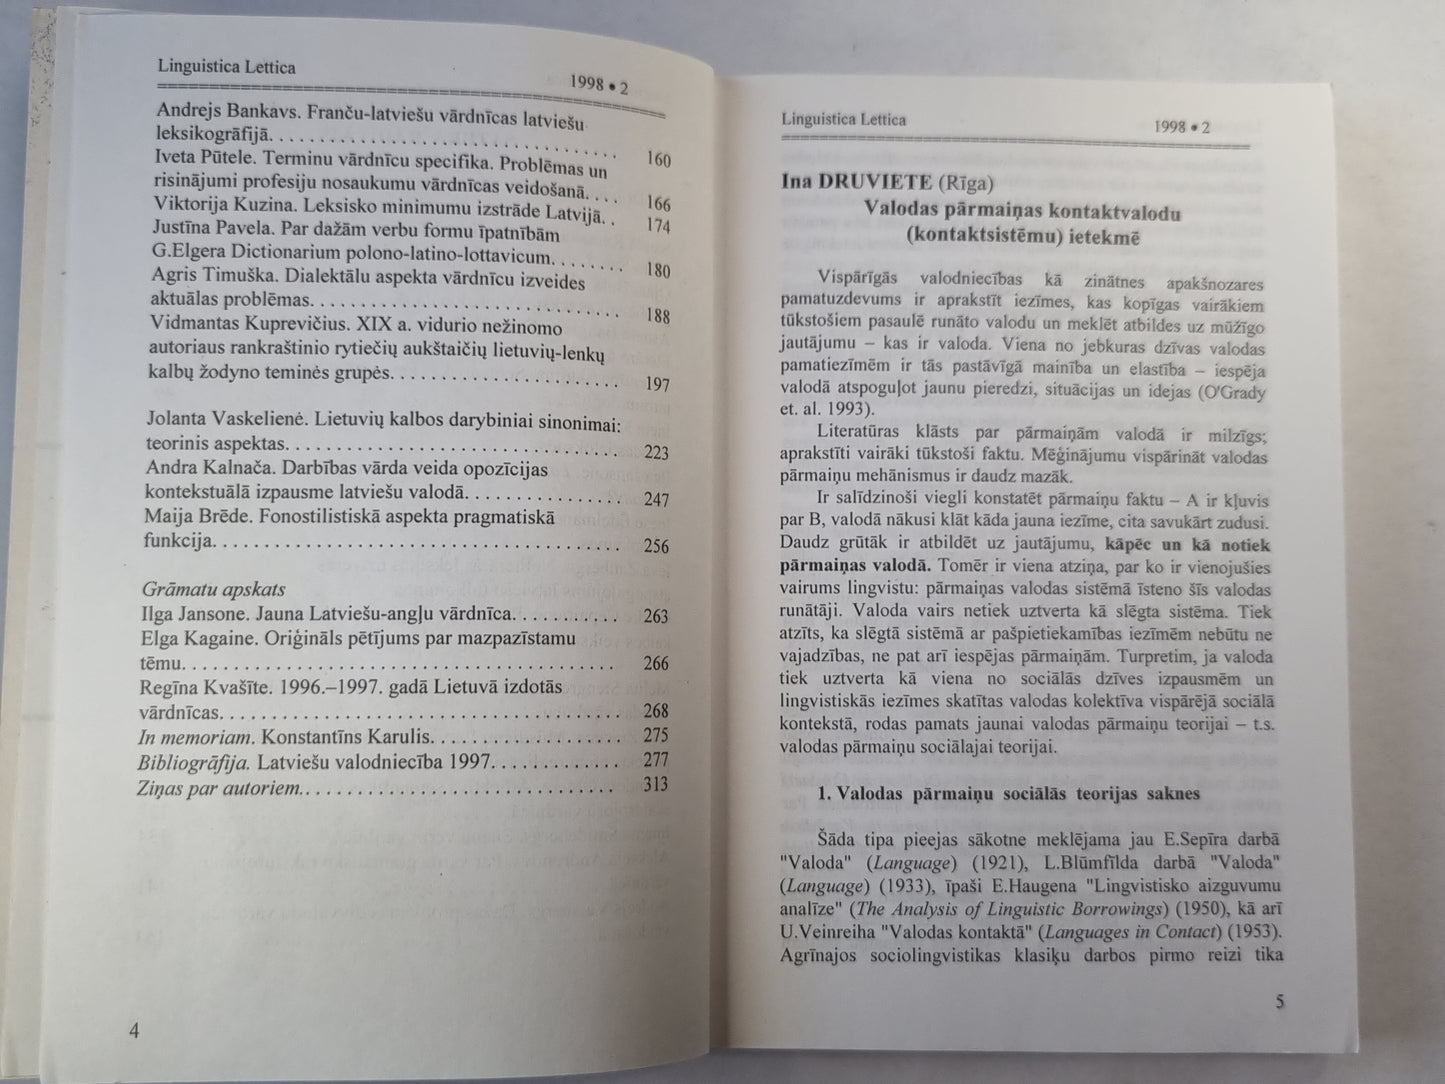 Linguistica Lettica
1998 • 2
Andrejs Bankavs. Franču-latviešu vārdnīcas latviešu
leksikogrāfijā. . . . . . . . . . . . . . . . . . . . . . . . . . . . . . . . 160
Iveta Pūtele. Terminu vārdnīcu specifika. Problēmas un
risinājumi profesiju nosaukumu vārdnīcas veidošanā. . . . 166
Viktorija Kuzina. Leksisko minimumu izstrāde Latvijā. . 174
Justīna Pavela. Par dažām verbu formu īpatnībām
G.Elgera Dictionarium polono-latino-lottavicum. . . . . . . . 180
Agris Timuška. Dialektālu aspekta vārdnīcu izveides
aktuālas problēmas. . . . . . . . . . . . . . . . . . . . . . . . . . . . 188
Vidmantas Kuprevičius. XIX a. vidurio nežinomo
autoriaus rankraštinio rytiečių aukštaičių lietuvių-lenkų
kalbų žodyno teminės grupės. . . . . . . . . . . . . . . . . . . . . 197
Jolanta Vaskelienė. Lietuvių kalbos darybiniai sinonimai:
teorinis aspektas. . . . . . . . . . . . . . . . . . . . . . . . . . . . . . 223
Andra Kalnača. Darbības vārda veida opozīcijas
kontekstuālā izpausme latviešu valodā. . . . . . . . . . . . . . 247
Maija Brēde. Fonostilistiskā aspekta pragmatiskā
funkcija. . . . . . . . . . . . . . . . . . . . . . . . . . . . . . . . . . . . 256
Grāmatu apskats
Ilga Jansone. Jauna Latviešu-angļu vārdnīca. . . . . . . . . . 263
Elga Kagaine. Oriģināls pētījums par mazpazīstamu
tēmu. . . . . . . . . . . . . . . . . . . . . . . . . . . . . . . . . . . . . . . 266
Regīna Kvašīte. 1996.–1997. gadā Lietuvā izdotās
vārdnīcas. . . . . . . . . . . . . . . . . . . . . . . . . . . . . . . . . . . . 268
In memoriam. Konstantīns Karulis. . . . . . . . . . . . . . . . . 275
Bibliogrāfija. Latviešu valodniecība 1997. . . . . . . . . . . . 277
Ziņas par autoriem. . . . . . . . . . . . . . . . . . . . . . . . . . . . . 313
4
Linguistica Lettica
1998 • 2
Ina DRUVIETE (Rīga)
Valodas pārmaiņas kontaktvalodu
(kontaktsistēmu) ietekmē
Vispārīgās valodniecības kā zinātnes apakšnozares
pamatuzdevums ir aprakstīt iezīmes, kas kopīgas vairākiem
tūkstošiem pasaulē runāto valodu un meklēt atbildes uz mūžīgo
jautājumu – kas ir valoda. Viena no jebkuras dzīvas valodas
pamatiezīmēm ir tās pastāvīgā mainība un elastība – iespēja
valodā atspoguļot jaunu pieredzi, situācijas un idejas (O'Grady
et. al. 1993).
Literatūras klāsts par pārmaiņām valodā ir milzīgs;
aprakstīti vairāki tūkstoši faktu. Mēģinājumu vispārināt valodas
pārmaiņu mehānismus ir daudz mazāk.
Ir salīdzinoši viegli konstatēt pārmaiņu faktu – A ir kļuvis
par B, valodā nākusi klāt kāda jauna iezīme, cita savukārt zudusi.
Daudz grūtāk ir atbildēt uz jautājumu, kāpēc un kā notiek
pārmaiņas valodā. Tomēr ir viena atziņa, par ko ir vienojušies
vairums lingvistu: pārmaiņas valodas sistēmā īsteno šīs valodas
runātāji. Valoda vairs netiek uztverta kā slēgta sistēma. Tiek
atzīts, ka slēgtā sistēmā ar pašpietiekamības iezīmēm nebūtu ne
vajadzības, ne pat arī iespējas pārmaiņām. Turpretim, ja valoda
tiek uztverta kā viena no sociālās dzīves izpausmēm un
lingvistiskās iezīmes skatītas valodas kolektīva vispārējā sociālā
kontekstā, rodas pamats jaunai valodas pārmaiņu teorijai – t.s.
valodas pārmaiņu sociālajai teorijai.
1. Valodas pārmaiņu sociālās teorijas saknes
Šāda tipa pieejas sākotne meklējama jau E.Sepīra darbā
"Valoda" (Language) (1921), L.Blūmfīlda darbā "Valoda"
(Language) (1933), īpaši E.Haugena "Lingvistisko aizguvumu
analīze" (The Analysis of Linguistic Borrowings) (1950), kā arī
U.Veinreiha "Valodas kontaktā" (Languages in Contact) (1953).
Agrīnajos sociolingvistikas klasiķu darbos pirmo reizi tika
5